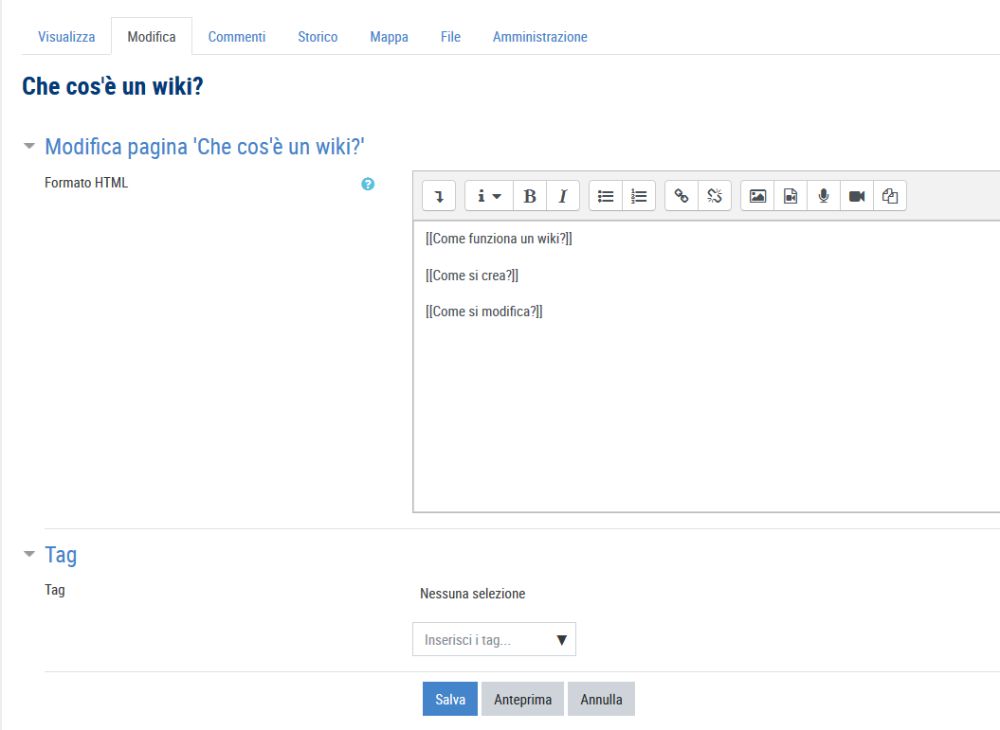 Visualizza Modifica Commenti Storico Mappa File Amministrazione
Che cos'è un wiki?
Modifica pagina 'Che cos'è un wiki?'
Formato HTML
[[Come funziona un wiki?]]
[[Come si crea?]]
[[Come si modifica?]]
Tag
Tag
Nessuna selezione
Inserisci i tag...
Salva Anteprima Annulla